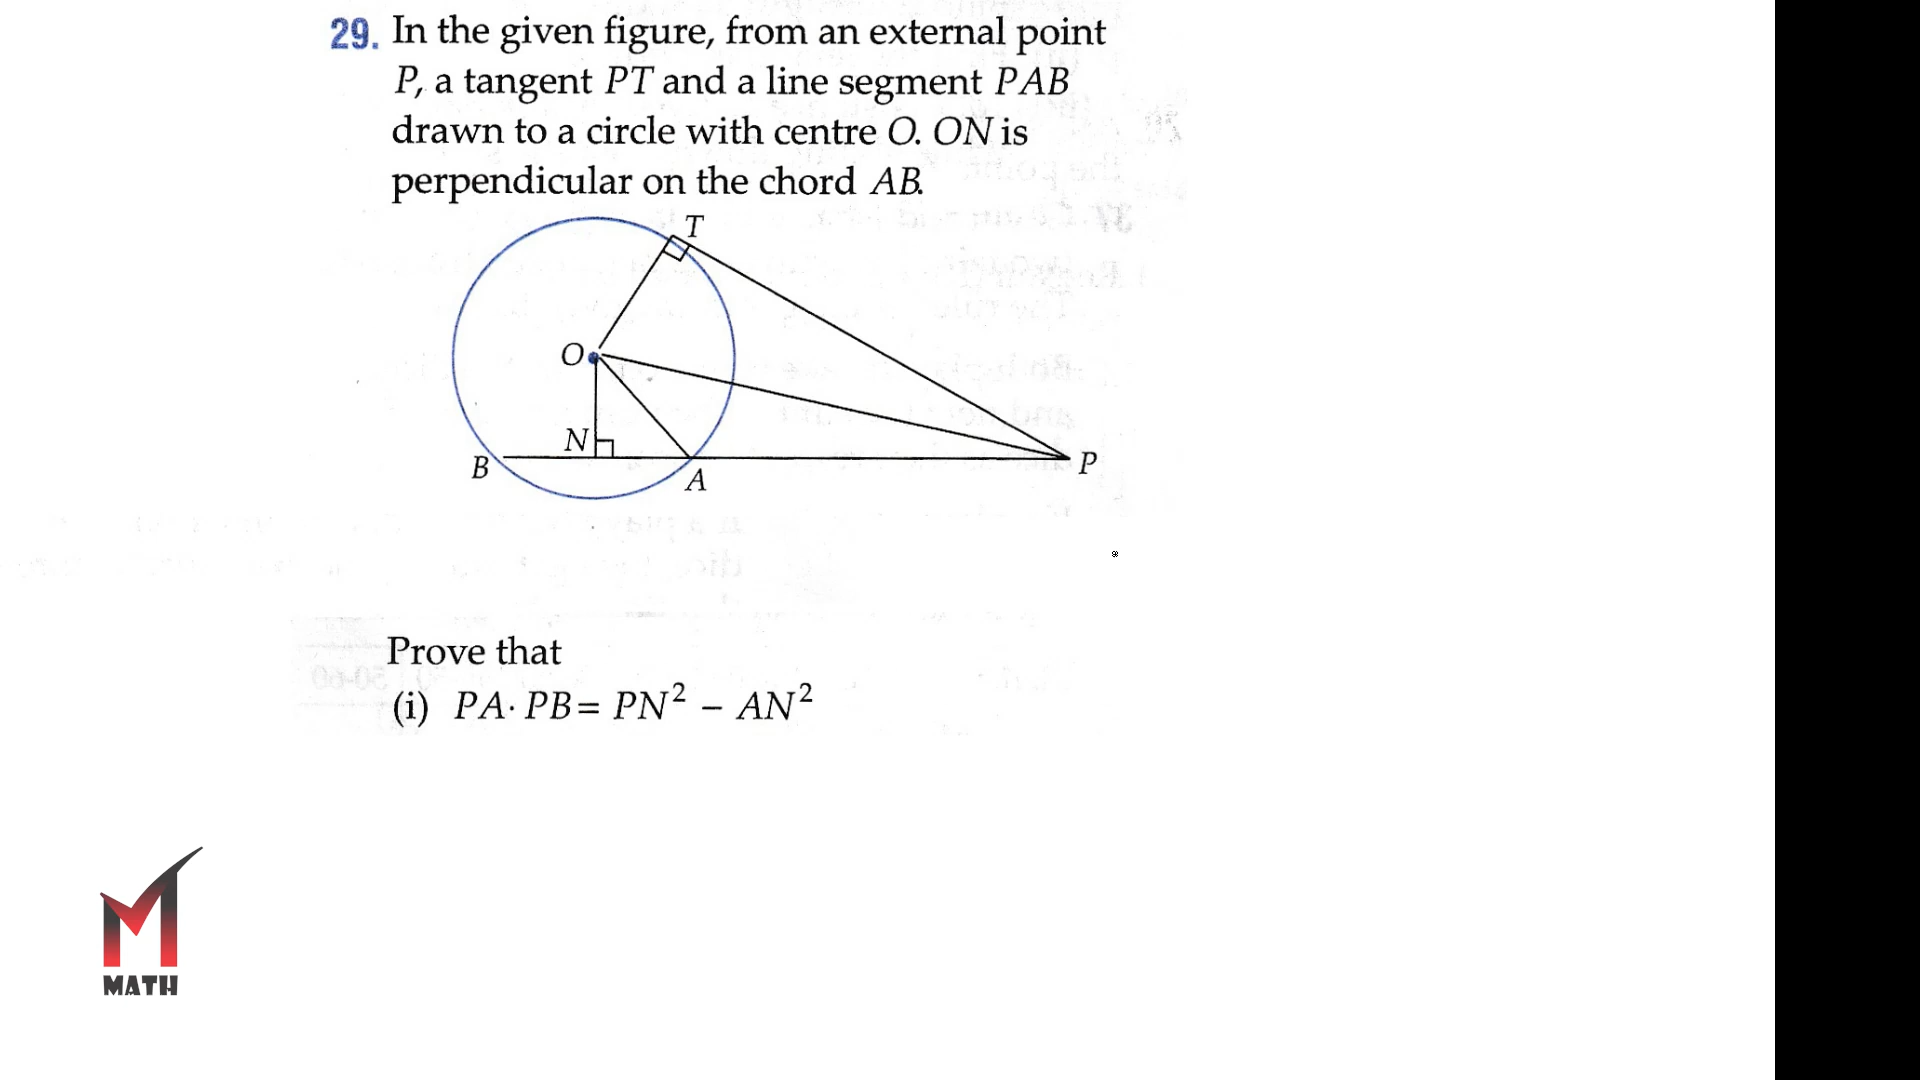 29. In the given figure, from an external point
P, a tangent PT and a line segment PAB
drawn to a circle with centre O. ON is
perpendicular on the chord AB.
T
O
N
B
A
P
Prove that
(i) PA· PB= PN² – AN²
MATH